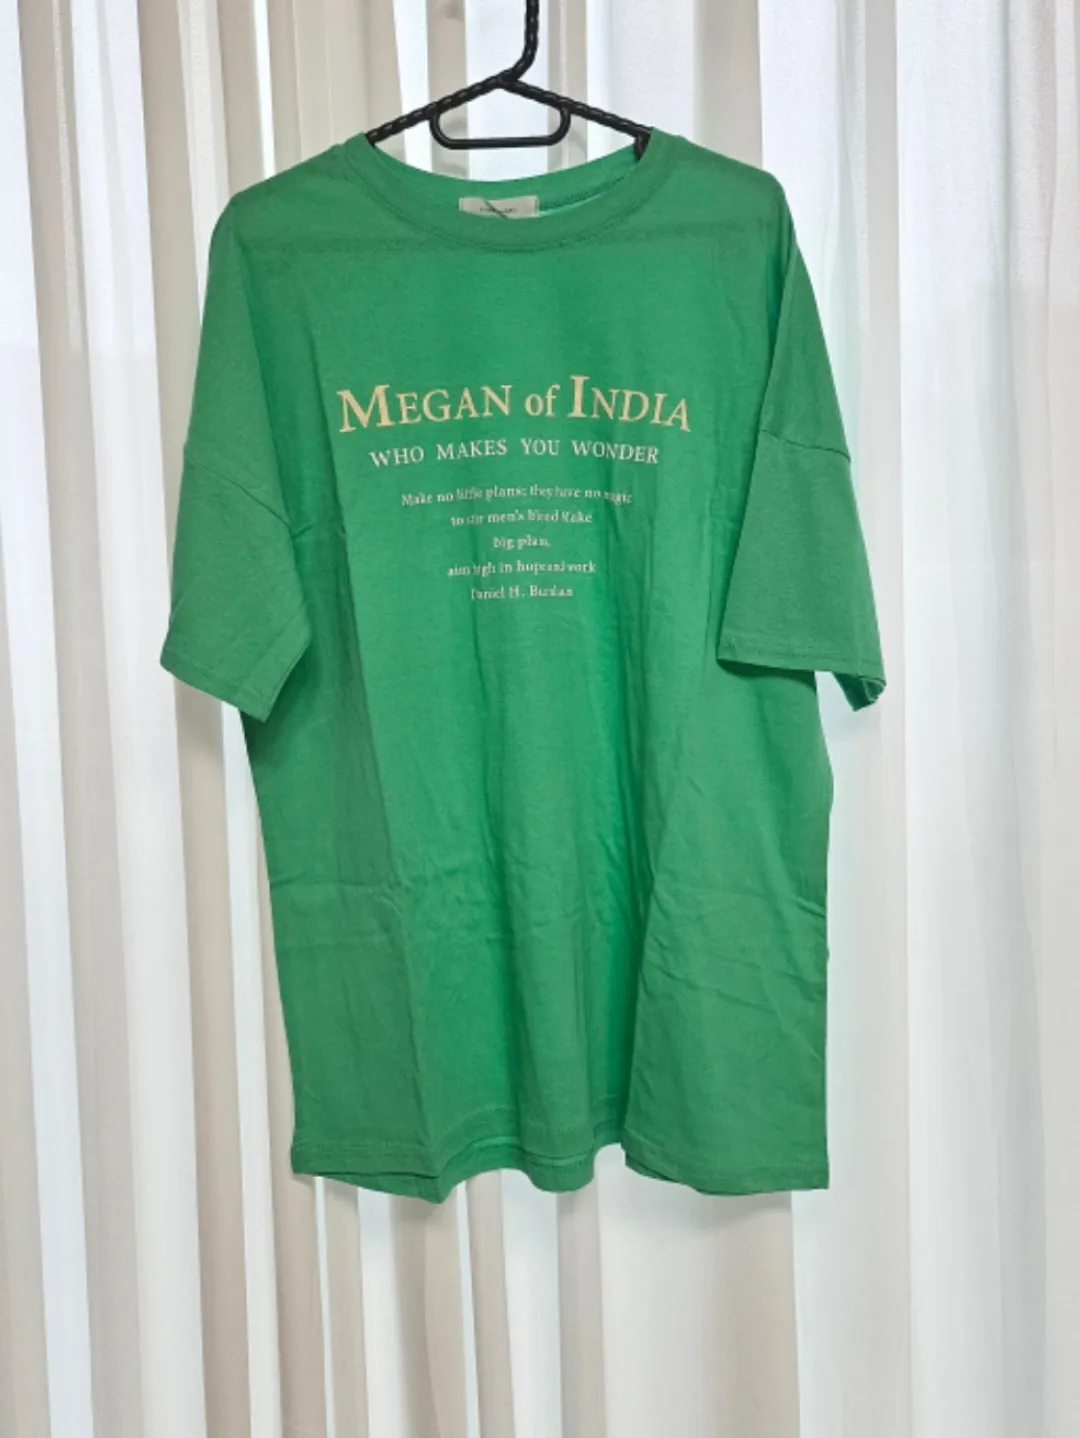 MEGAN of INDIA
WHO MAKES YOU WONDER
Make no little plans; they have no magic
to stir men's blood Make
big plan,
aim high in hope and work
Daniel H.